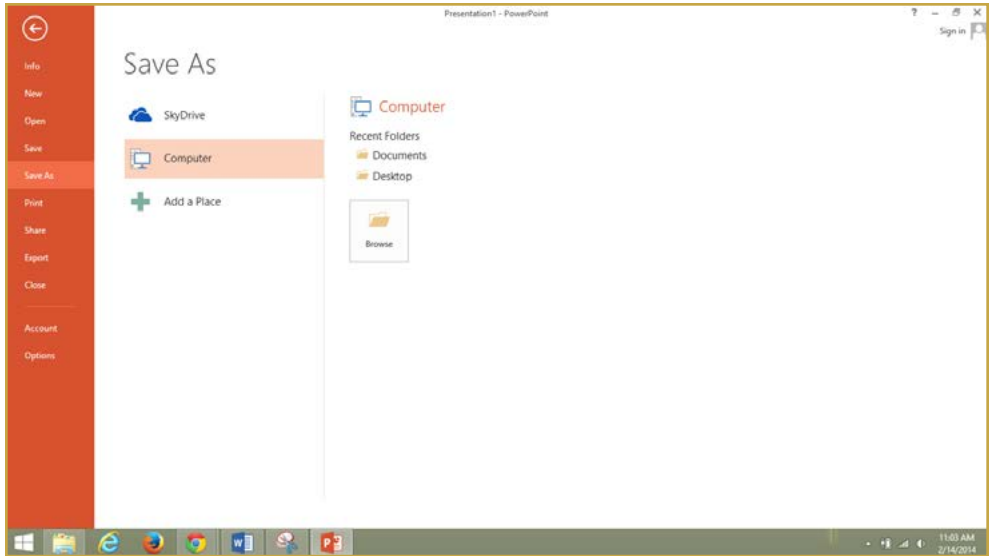 Presentation1 - PowerPoint
?
Sign in
Info
New
Open
Save
Save As
Print
Share
Export
Close
Account
Options
Save As
SkyDrive
Computer
Add a Place
Computer
Recent Folders
Documents
Desktop
Browse
11:03 AM
2/14/2014